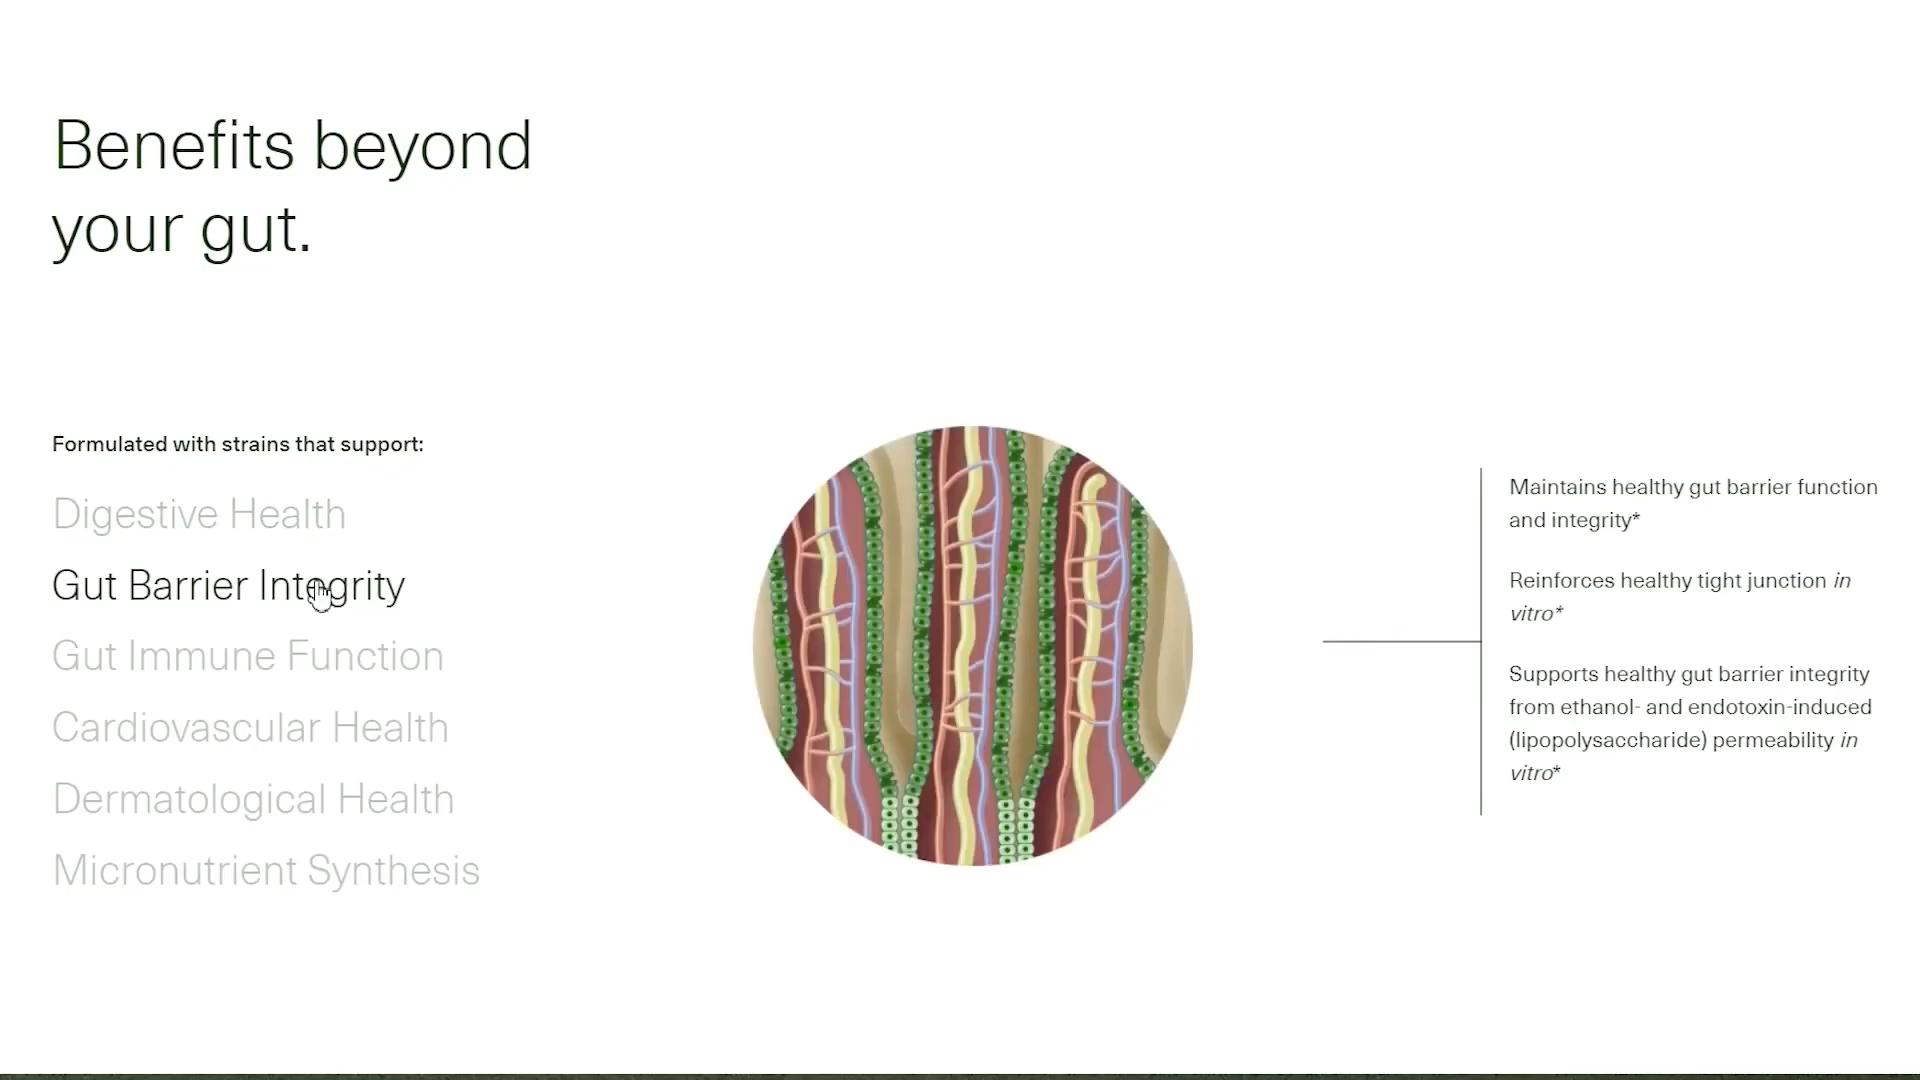 Benefits beyond
your gut.
Formulated with strains that support:
Digestive Health
Gut Barrier Integrity
Gut Immune Function
Cardiovascular Health
Dermatological Health
Micronutrient Synthesis
Maintains healthy gut barrier function
and integrity*
Reinforces healthy tight junction in
vitro*
Supports healthy gut barrier integrity
from ethanol- and endotoxin-induced
(lipopolysaccharide) permeability in
vitro*